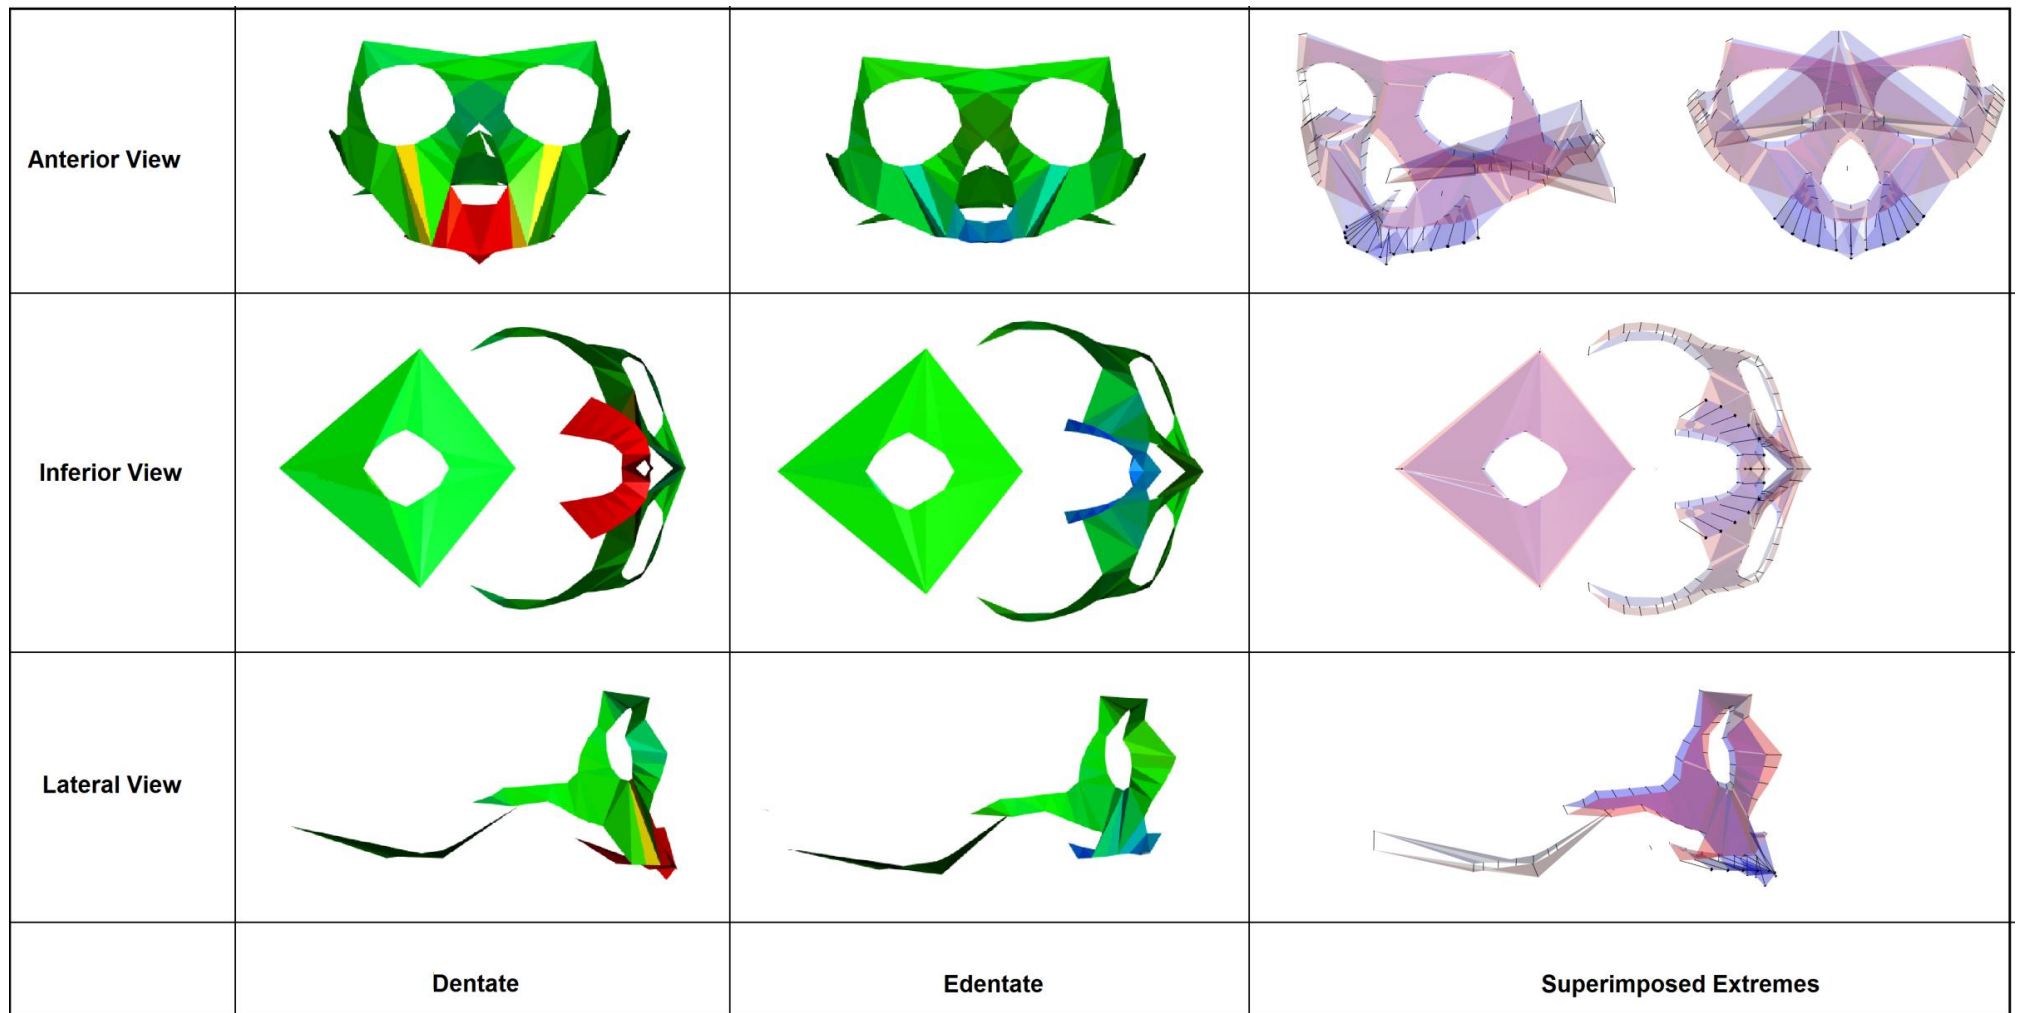 Anterior View
Inferior View
Lateral View
Dentate
Edentate
Superimposed Extremes